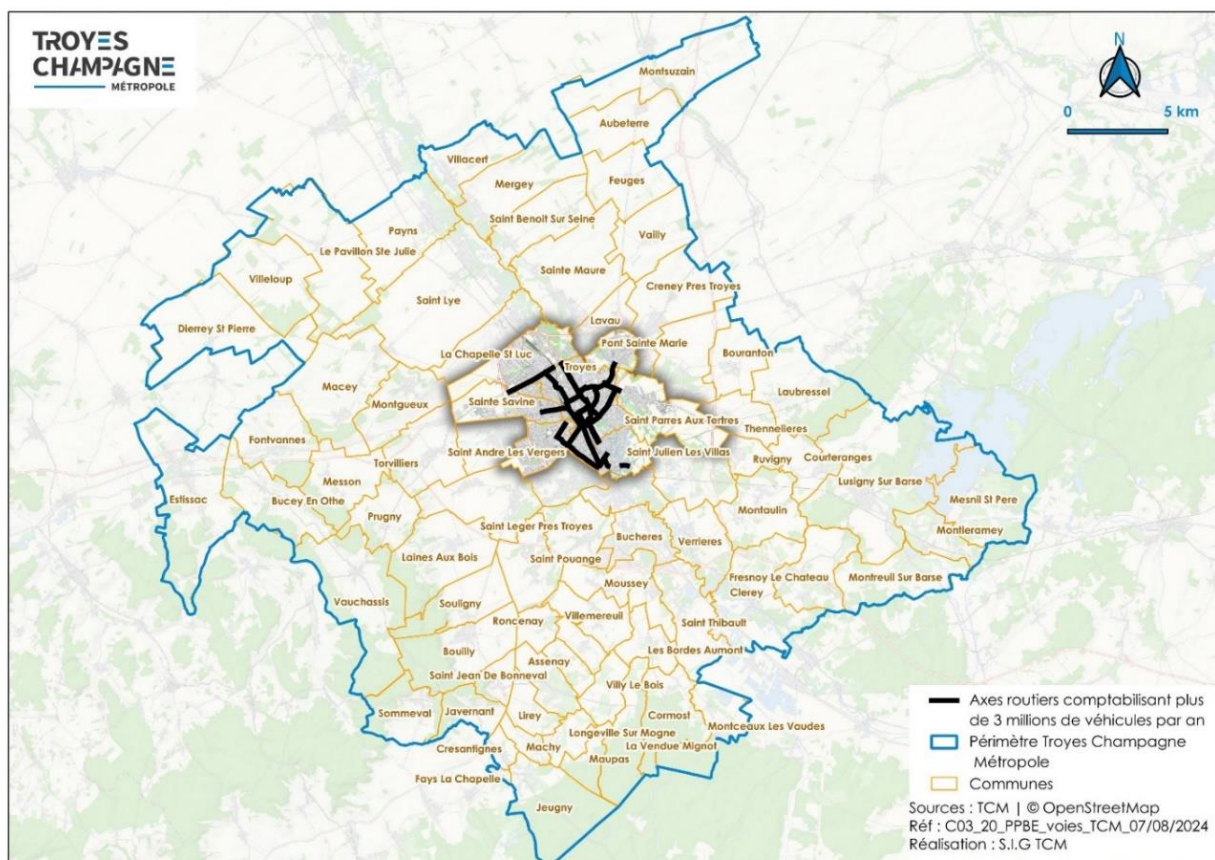 TROYES
CHAMPAGNE
MÉTROPOLE
N
0 5 km
Montsuzain
Aubeterre
Villacerf
Mergey
Feuges
Saint Benoit Sur Seine
Payns
Vailly
Le Pavillon Ste Julie
Sainte Maure
Villeloup
Creney Pres Troyes
Saint Lye
Lavau
Dierrey St Pierre
Pont Sainte Marie
La Chapelle St Luc
Bouranton
Troyes
Macey
Laubressel
Sainte Savine
Montgueux
Saint Parres Aux Tertres
Thennelieres
Fontvannes
Saint Andre Les Vergers
Saint Julien Les Villas
Courteranges
Torvilliers
Ruvigny
Messon
Lusigny Sur Barse
Estissac
Bucey En Othe
Mesnil St Pere
Prugny
Montaulin
Saint Leger Pres Troyes
Montieramey
Bucheres
Verrieres
Laines Aux Bois
Saint Pouange
Moussey
Fresnoy Le Chateau
Montreuil Sur Barse
Clerey
Vauchassis
Souligny
Villemereuil
Roncenay
Saint Thibault
Bouilly
Les Bordes Aumont
Assenay
Saint Jean De Bonneval
Villy Le Bois
Sommeval
Javernant
Lirey
Cormost
Montceaux Les Vaudes
Longeville Sur Mogne
Cresantignes
Machy
La Vendue Mignot
Maupas
Fays La Chapelle
Jeugny
Axes routiers comptabilisant plus
de 3 millions de véhicules par an
Périmètre Troyes Champagne
Métropole
Communes
Sources : TCM | © OpenStreetMap
Réf : C03_20_PPBE_voies_TCM_07/08/2024
Réalisation : S.I.G TCM